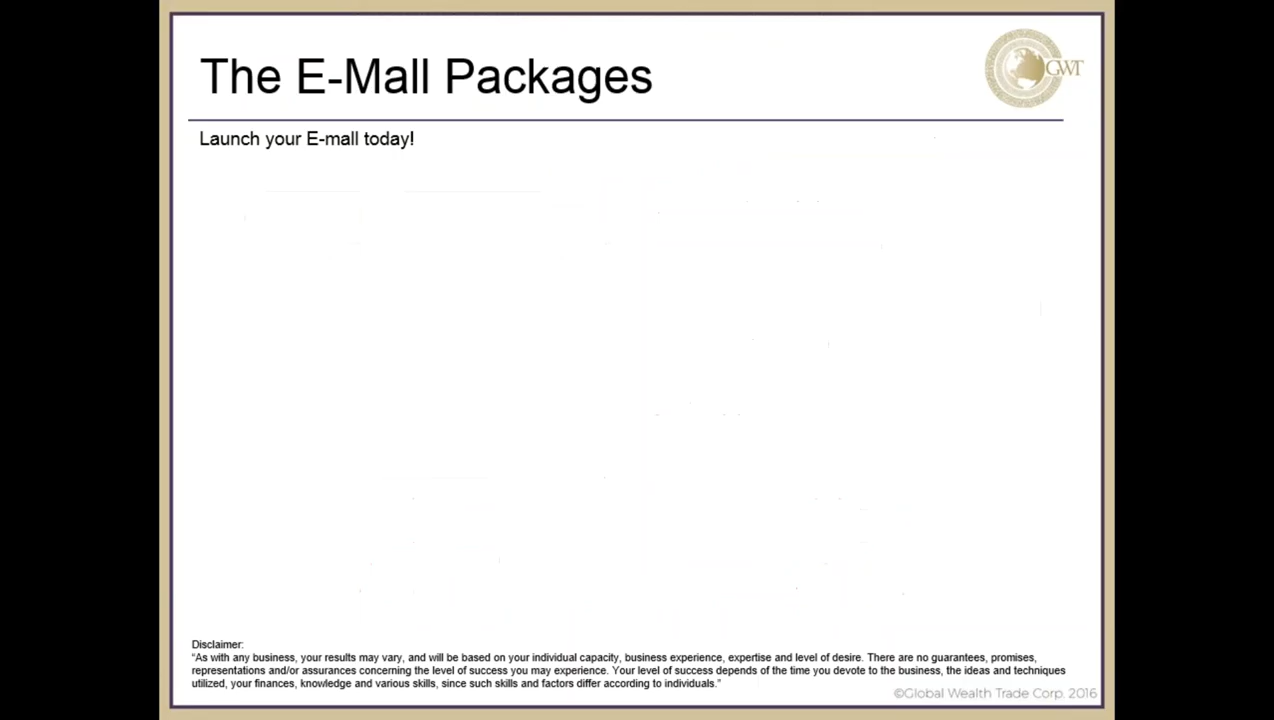 The E-Mall Packages
GWT
Launch your E-mall today!
Disclaimer:
“As with any business, your results may vary, and will be based on your individual capacity, business experience, expertise and level of desire. There are no guarantees, promises,
representations and/or assurances concerning the level of success you may experience. Your level of success depends of the time you devote to the business, the ideas and techniques
utilized, your finances, knowledge and various skills, since such skills and factors differ according to individuals.”
©Global Wealth Trade Corp. 2016